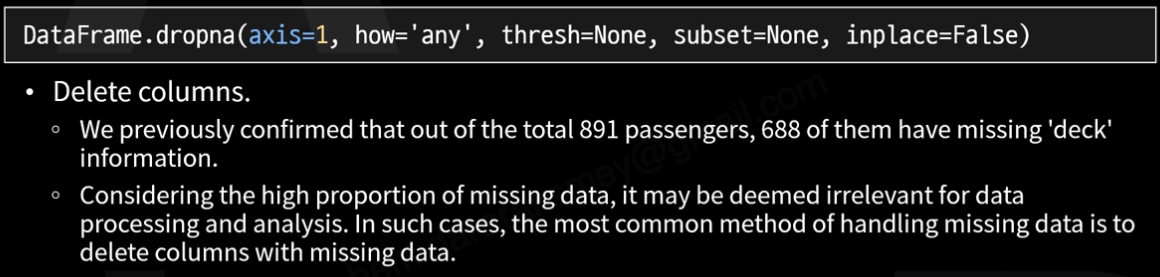 DataFrame.dropna(axis=1, how='any', thresh=None, subset=None, inplace=False)
• Delete columns.
◦ We previously confirmed that out of the total 891 passengers, 688 of them have missing 'deck'
information.
◦ Considering the high proportion of missing data, it may be deemed irrelevant for data
processing and analysis. In such cases, the most common method of handling missing data is to
delete columns with missing data.